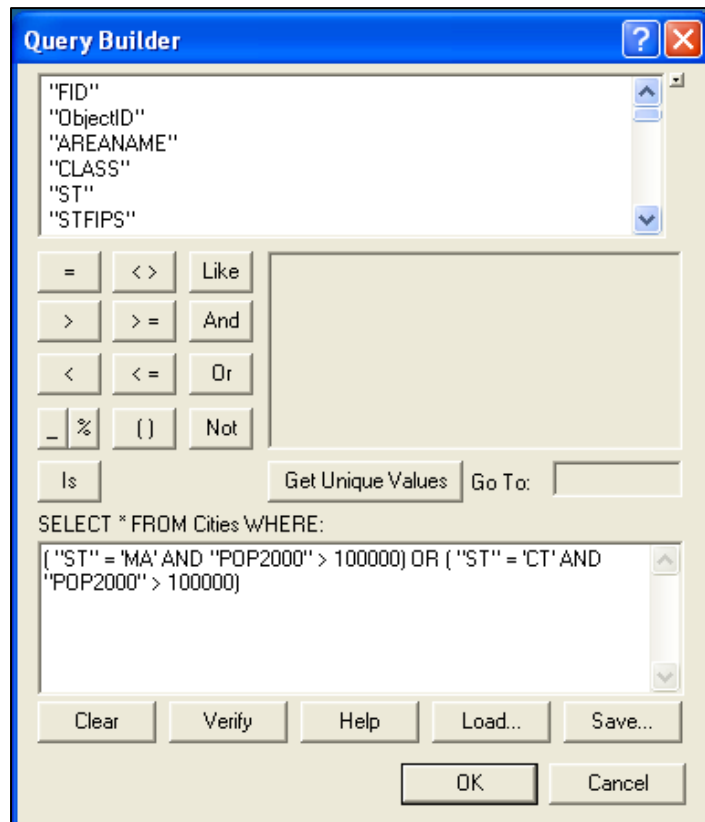 Query Builder
?
"FID"
"ObjectID"
"AREANAME"
"CLASS"
"ST"
"STFIPS"
= < > Like
> > = And
< < = Or
_ % ( ) Not
Is Get Unique Values Go To:
SELECT * FROM Cities WHERE:
( "ST" = 'MA' AND "POP2000" > 100000) OR ( "ST" = 'CT' AND
"POP2000" > 100000)
Clear Verify Help Load... Save...
OK Cancel